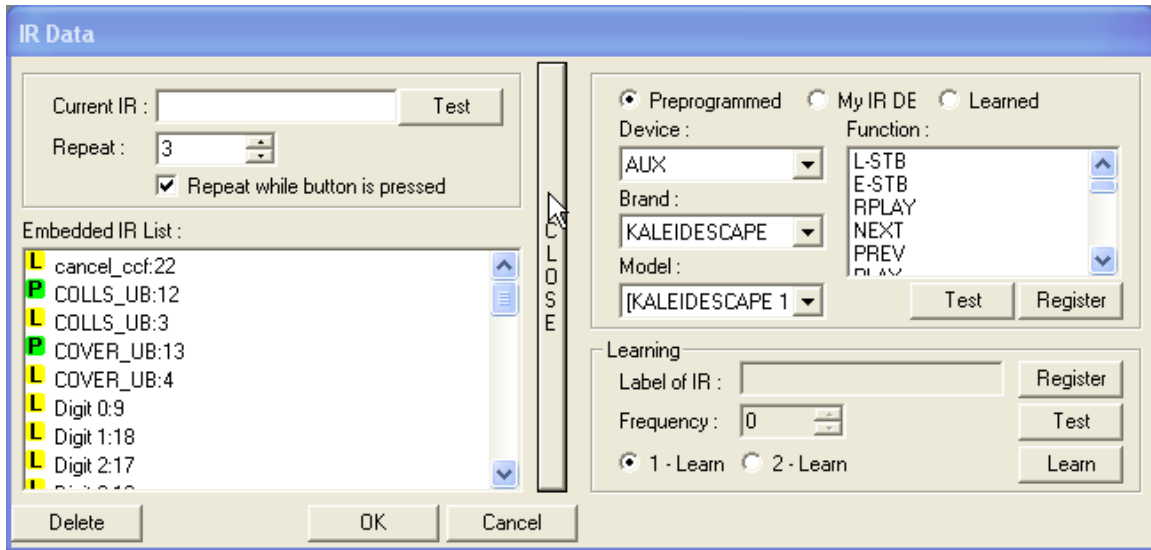 IR Data
Current IR :
Test
Repeat :
3
Repeat while button is pressed
Embedded IR List :
L cancel_ccf:22
P COLLS_UB:12
L COLLS_UB:3
P COVER_UB:13
L COVER_UB:4
L Digit 0:9
L Digit 1:18
L Digit 2:17
Delete
OK
Cancel
CLOSE
Preprogrammed
My IR DE
Learned
Device :
AUX
Brand :
KALEIDESCAPE
Model :
[KALEIDESCAPE 1
Function :
L-STB
E-STB
RPLAY
NEXT
PREV
Test
Register
Learning
Label of IR :
Register
Frequency :
0
Test
1 - Learn
2 - Learn
Learn